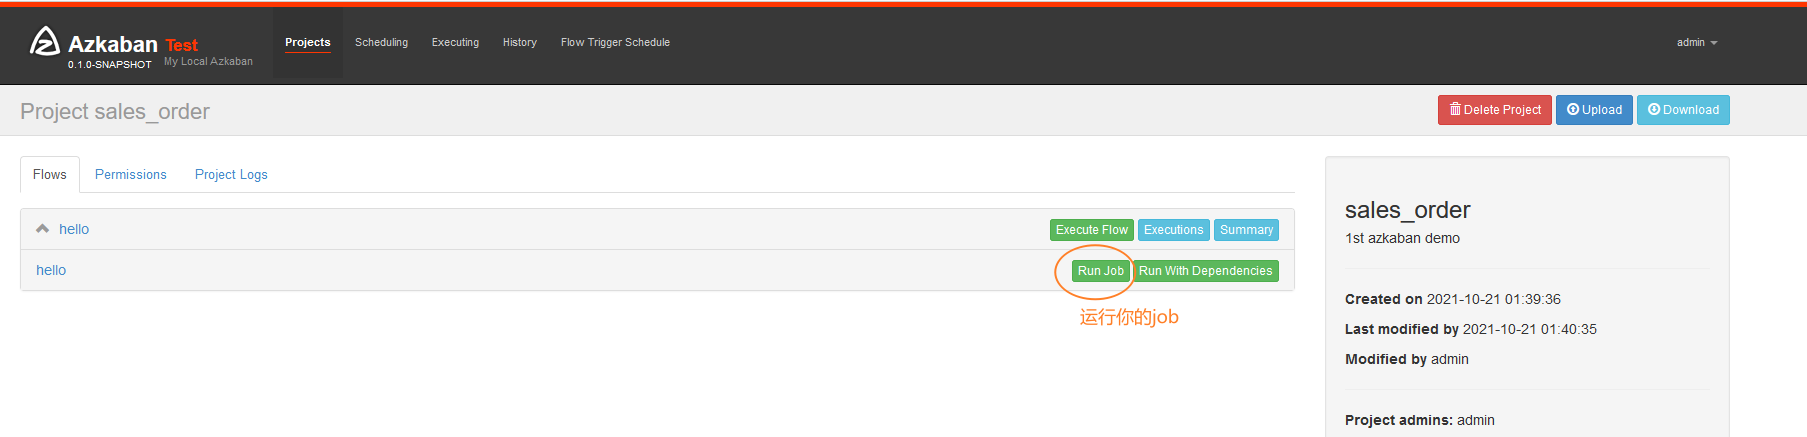 Azkaban Test
0.1.0-SNAPSHOT My Local Azkaban
Projects Scheduling Executing History Flow Trigger Schedule admin
Project sales_order Delete Project Upload Download
Flows Permissions Project Logs
hello Execute Flow Executions Summary
hello Run Job Run With Dependencies
运行你的job
sales_order
1st azkaban demo
Created on 2021-10-21 01:39:36
Last modified by 2021-10-21 01:40:35
Modified by admin
Project admins: admin